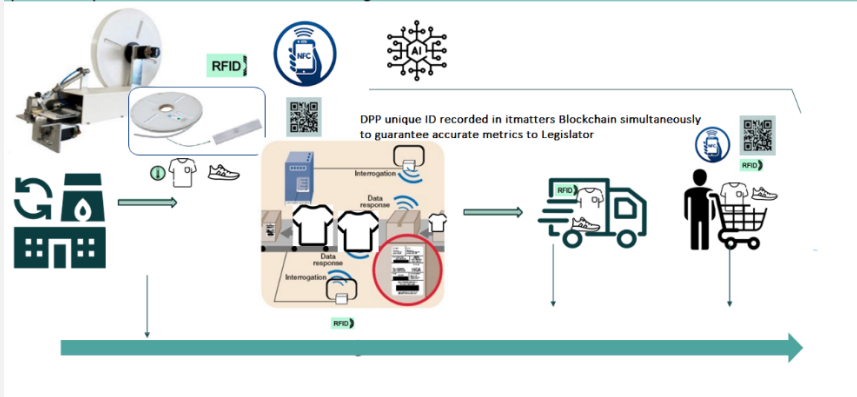 RFID
NFC
AI
DPP unique ID recorded in itmatters Blockchain simultaneously
to guarantee accurate metrics to Legislator
Interrogation
Data
response
Data
response
Interrogation
RFID
RFID
RFID